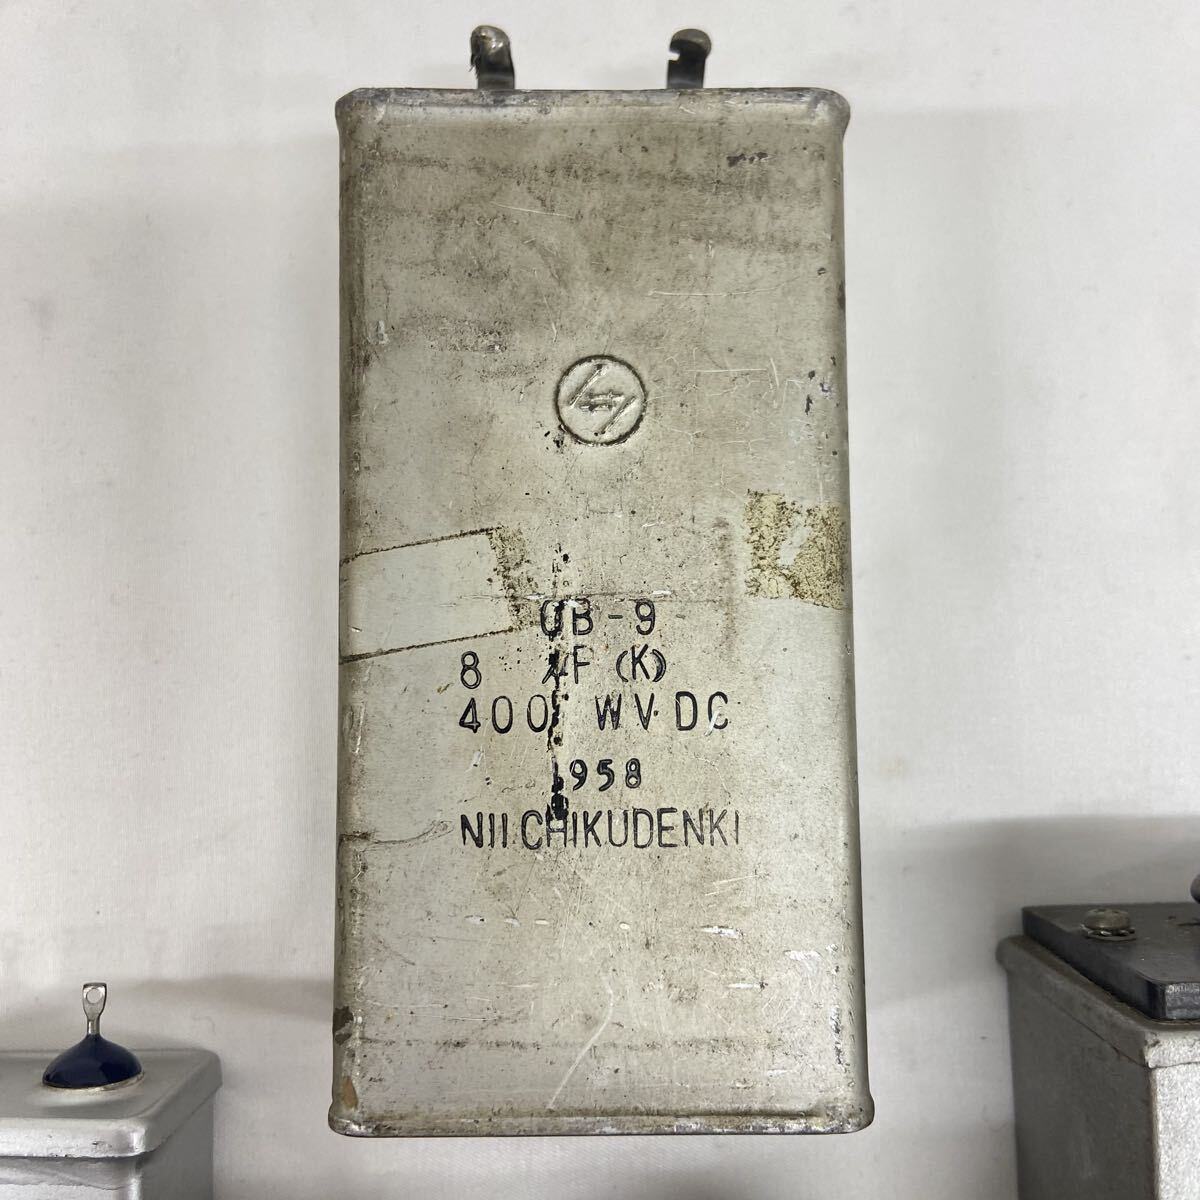 OB-9
8 μF (K)
400 WV.DC
1958
NII CHIKUDENKI